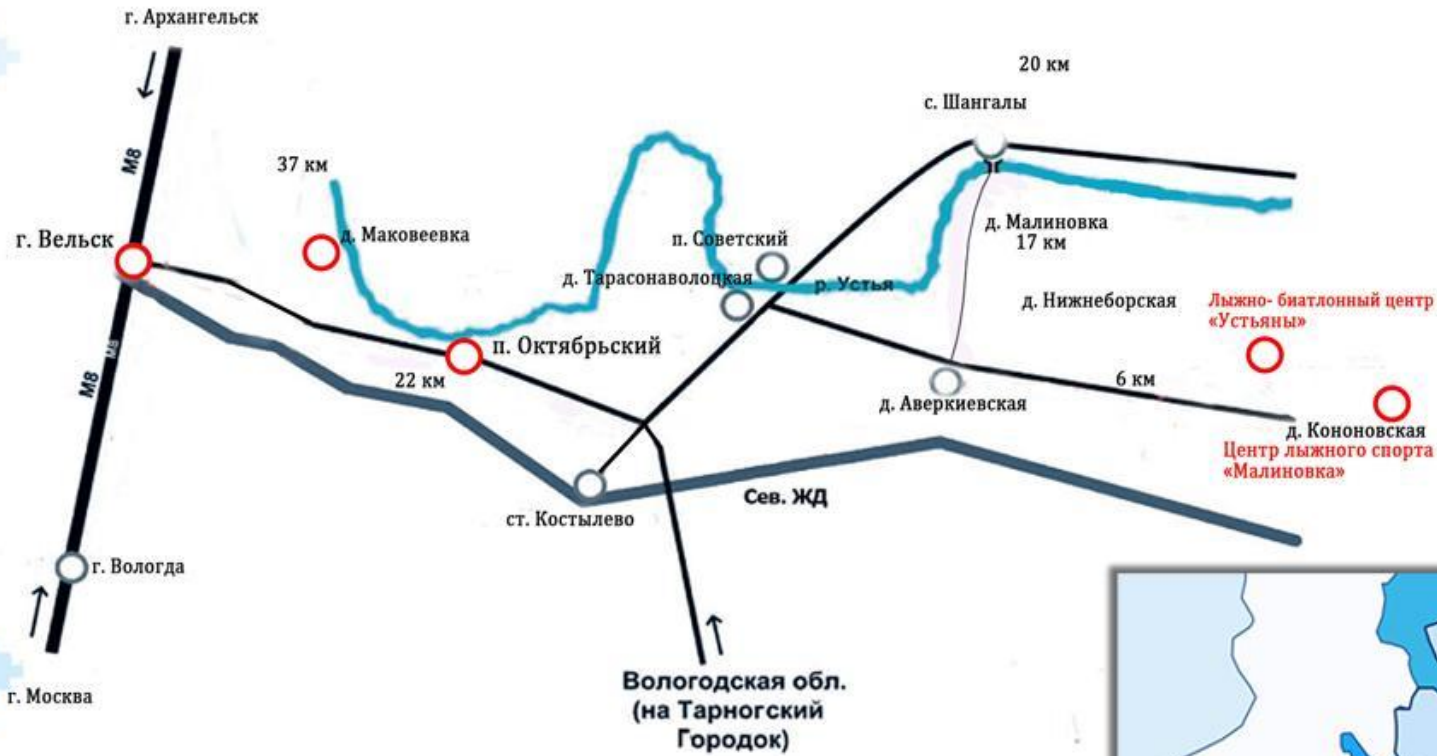 г. Архангельск
20 км
с. Шангалы
М8
37 км
г. Вельск
д. Маковеевка
п. Советский
д. Малиновка
17 км
д. Тарасонаволоцкая
р. Устья
д. Нижнеборская
Лыжно- биатлонный центр
«Устьяны»
п. Октябрьский
М8
М8
22 км
6 км
д. Аверкиевская
д. Кононовская
Центр лыжного спорта
«Малиновка»
Сев. ЖД
ст. Костылево
г. Вологда
г. Москва
Вологодская обл.
(на Тарногский
Городок)